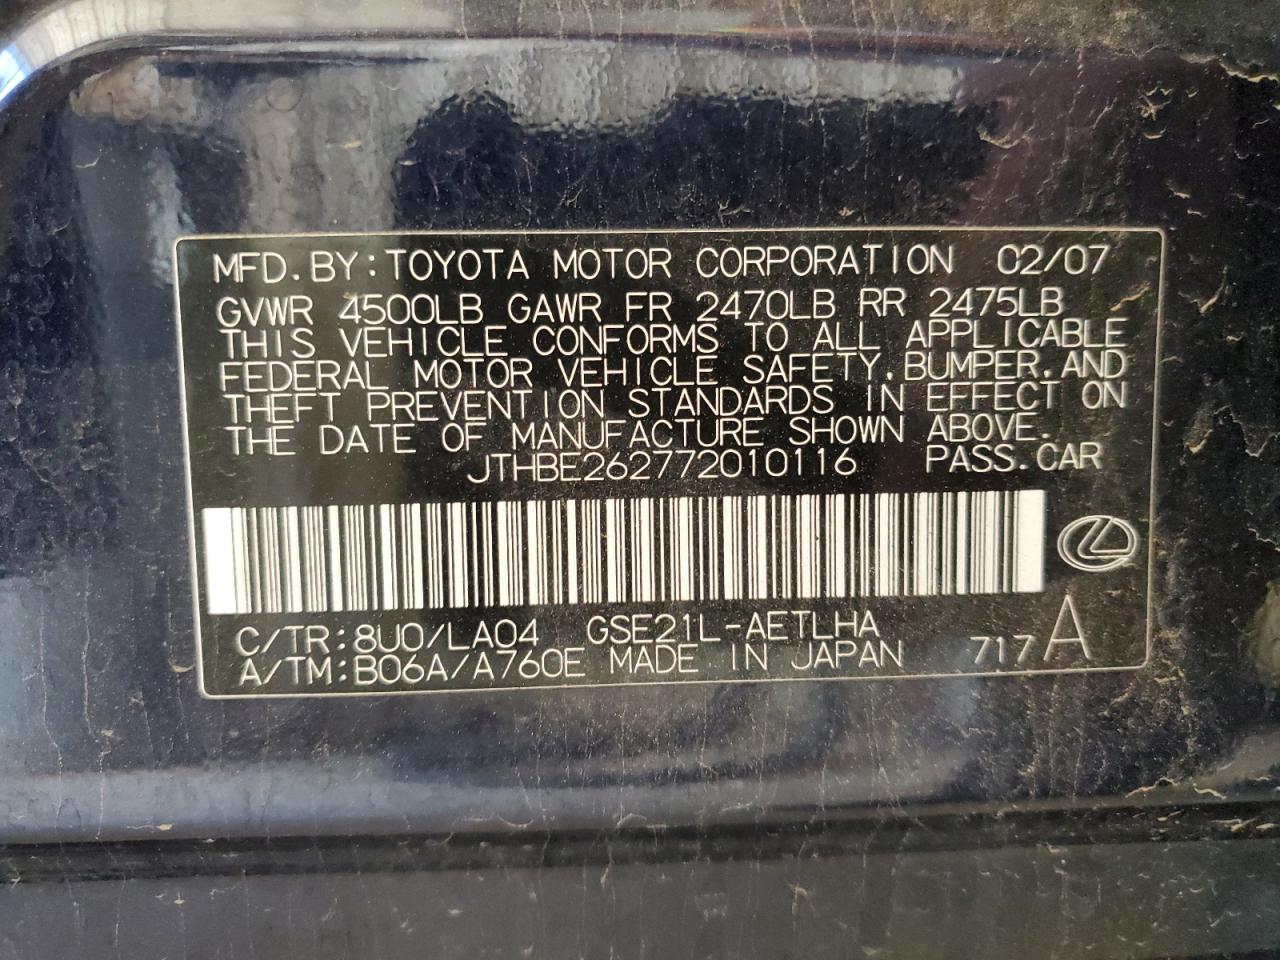 MFD.BY:TOYOTA MOTOR CORPORATION 02/07
GVWR 4500LB GAWR FR 2470LB RR 2475LB
THIS VEHICLE CONFORMS TO ALL APPLICABLE
FEDERAL MOTOR VEHICLE SAFETY,BUMPER,AND
THEFT PREVENTION STANDARDS IN EFFECT ON
THE DATE OF MANUFACTURE SHOWN ABOVE.
JTHBE262772010116 PASS.CAR
C/TR:8U0/LA04 GSE21L-AETLHA
A/TM:B06A/A760E MADE IN JAPAN 717A